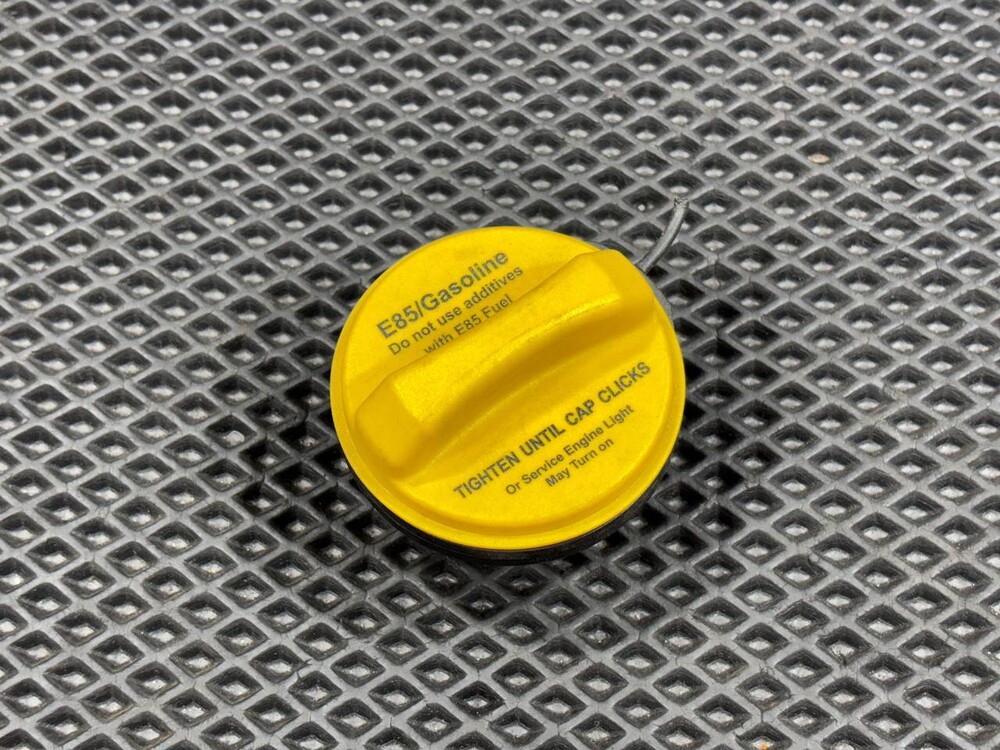 E85/Gasoline
Do not use additives
with E85 Fuel
TIGHTEN UNTIL CAP CLICKS
Or Service Engine Light
May Turn on